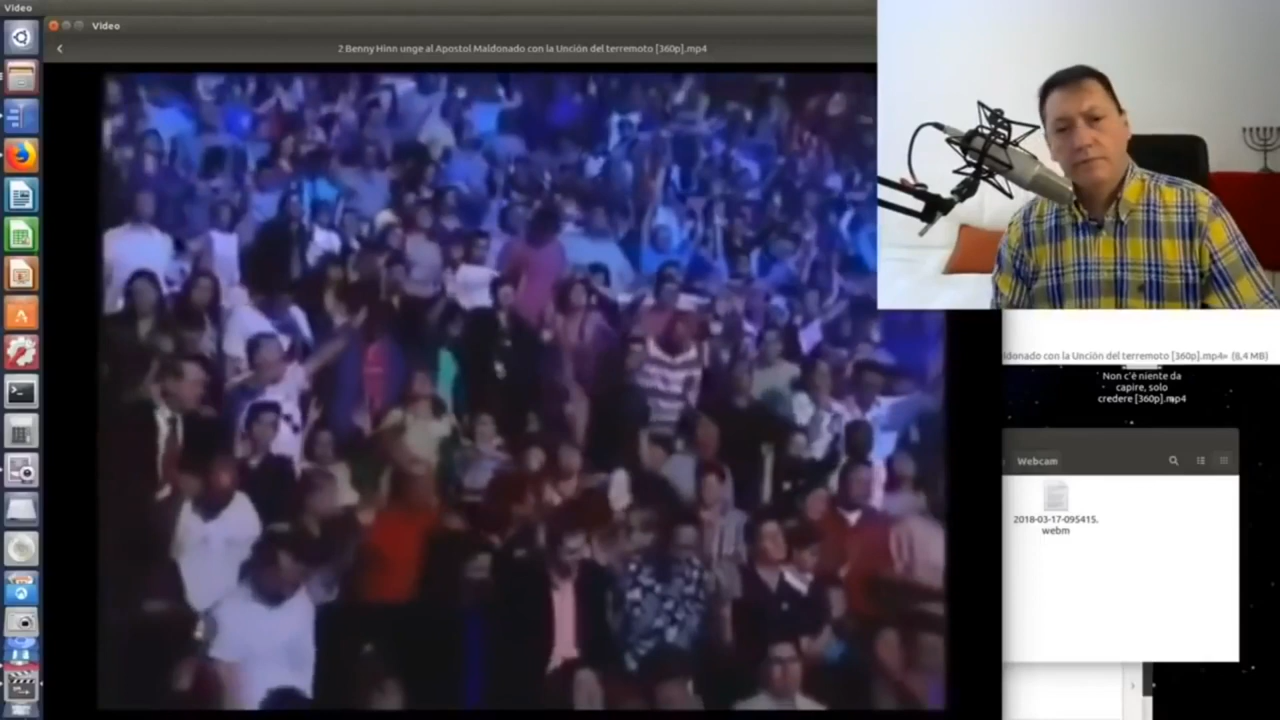 Video
Video
2 Benny Hinn unge al Apostol Maldonado con la Unción del terremoto [360p].mp4
ldonado con la Unción del terremoto [360p].mp4» (8,4 MB)
Non c'è niente da
capire, solo
credere [360p].mp4
Webcam
2018-03-17-095415.
webm